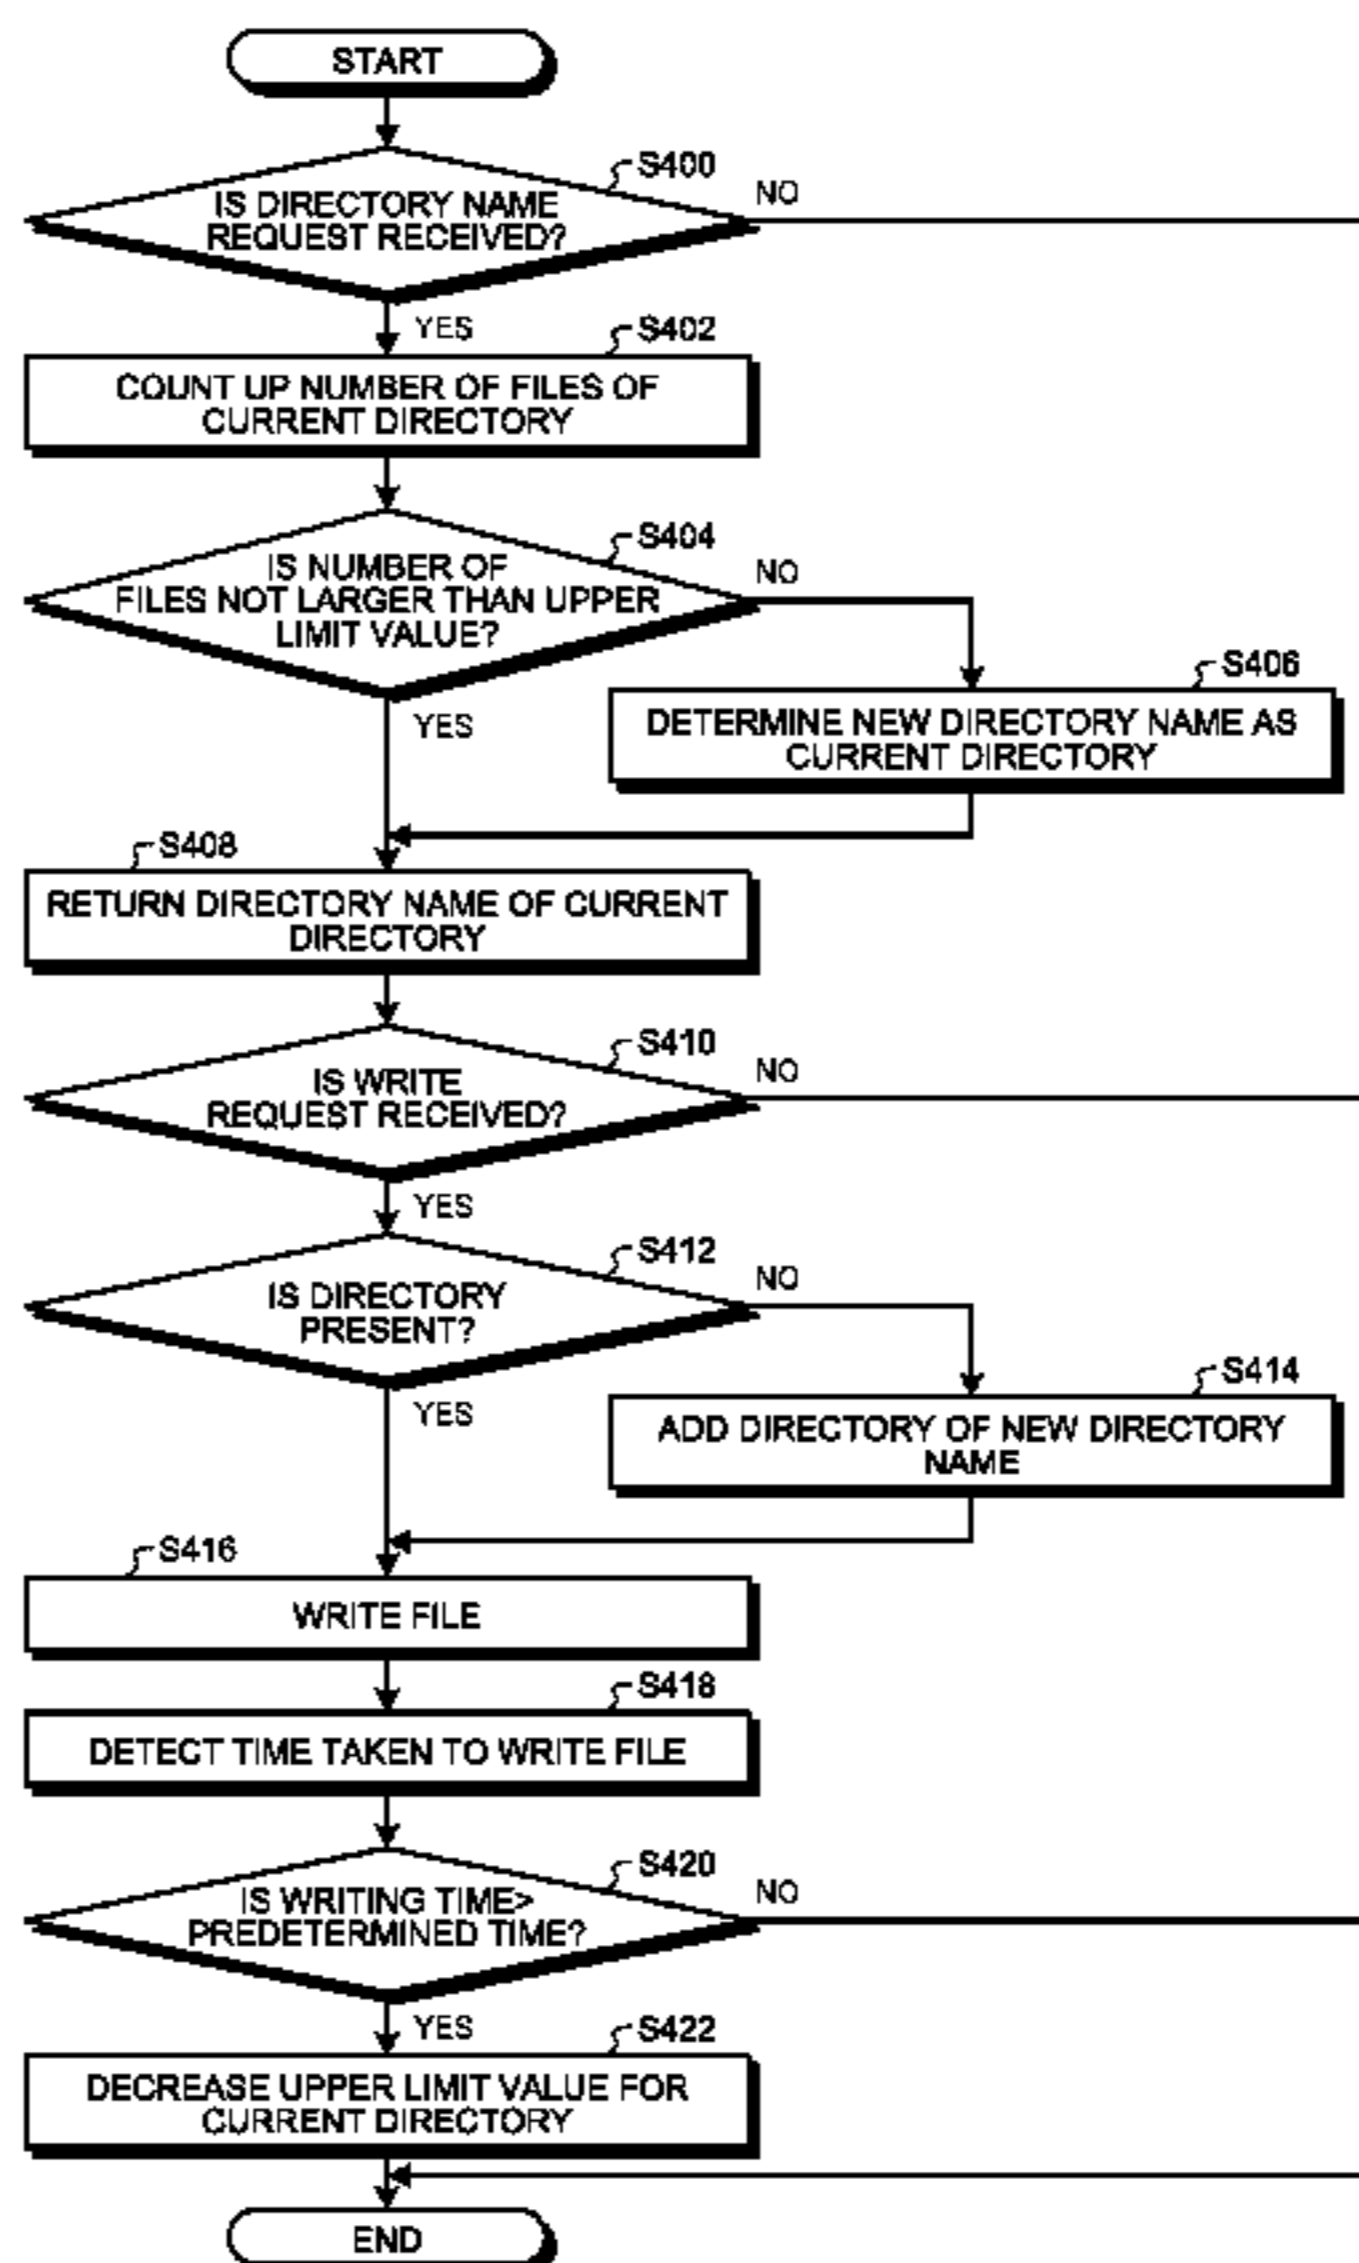 START
S400
NO
IS DIRECTORY NAME
REQUEST RECEIVED?
YES
S402
COUNT UP NUMBER OF FILES OF
CURRENT DIRECTORY
S404
NO
IS NUMBER OF
FILES NOT LARGER THAN UPPER
LIMIT VALUE?
YES
S406
DETERMINE NEW DIRECTORY NAME AS
CURRENT DIRECTORY
S408
RETURN DIRECTORY NAME OF CURRENT
DIRECTORY
S410
NO
IS WRITE
REQUEST RECEIVED?
YES
S412
NO
IS DIRECTORY
PRESENT?
YES
S414
ADD DIRECTORY OF NEW DIRECTORY
NAME
S416
WRITE FILE
S418
DETECT TIME TAKEN TO WRITE FILE
S420
NO
IS WRITING TIME>
PREDETERMINED TIME?
YES
S422
DECREASE UPPER LIMIT VALUE FOR
CURRENT DIRECTORY
END